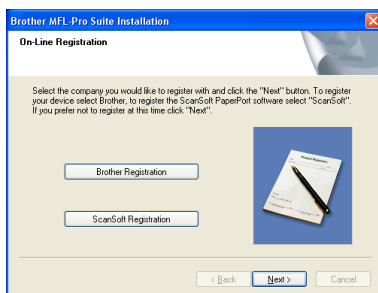 Brother MFL-Pro Suite Installation
On-Line Registration
Select the company you would like to register with and click the "Next" button. To register
your device select Brother, to register the ScanSoft PaperPort software select "ScanSoft".
If you prefer not to register at this time click "Next".
Brother Registration
ScanSoft Registration
< Back
Next >
Cancel